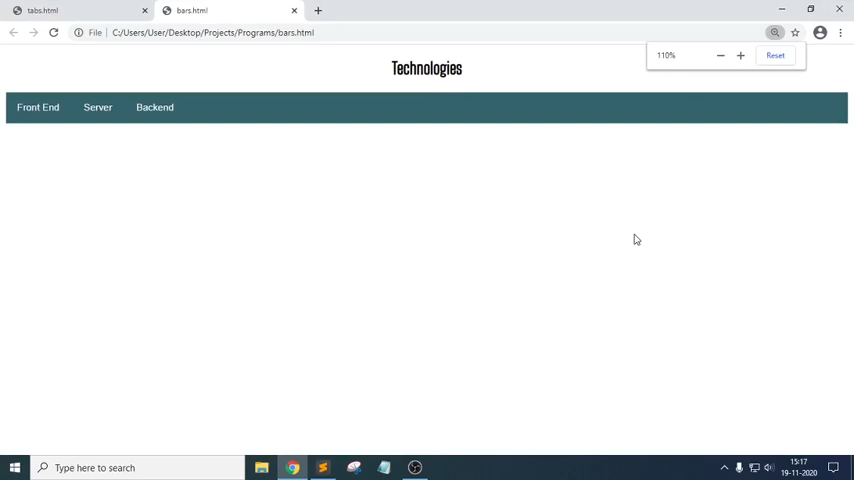 tabs.html
bars.html
File
C:/Users/User/Desktop/Projects/Programs/bars.html
110%
Reset
Technologies
Front End
Server
Backend
Type here to search
15:17
19-11-2020